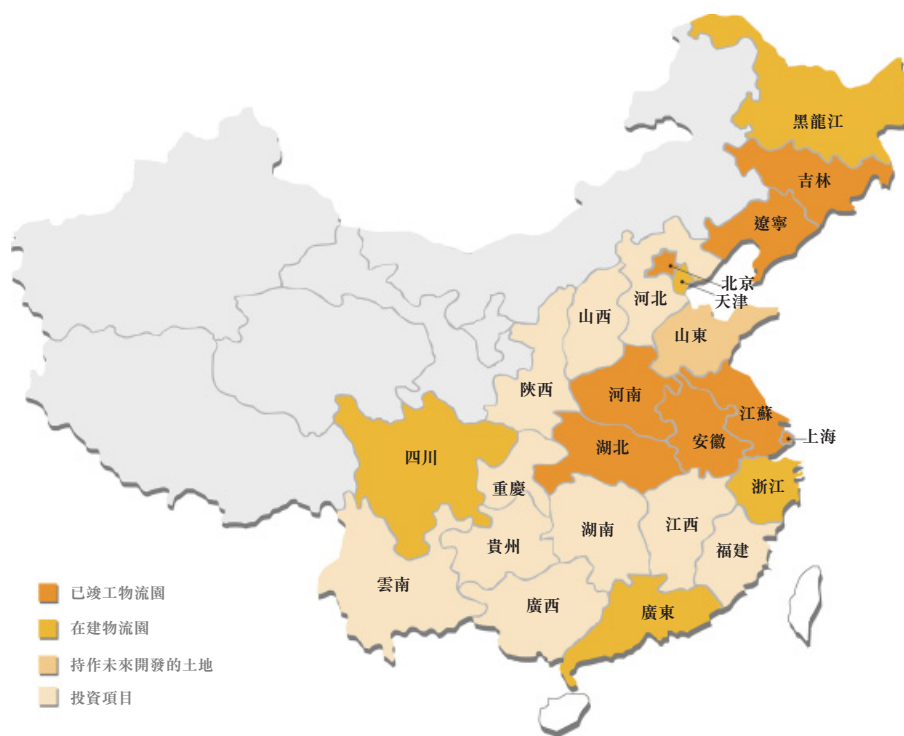 黑龍江
吉林
遼寧
北京
天津
河北
山西
山東
陝西
河南
江蘇
上海
安徽
湖北
四川
重慶
浙江
湖南
江西
貴州
福建
雲南
廣西
廣東
已竣工物流園
在建物流園
持作未來開發的土地
投資項目